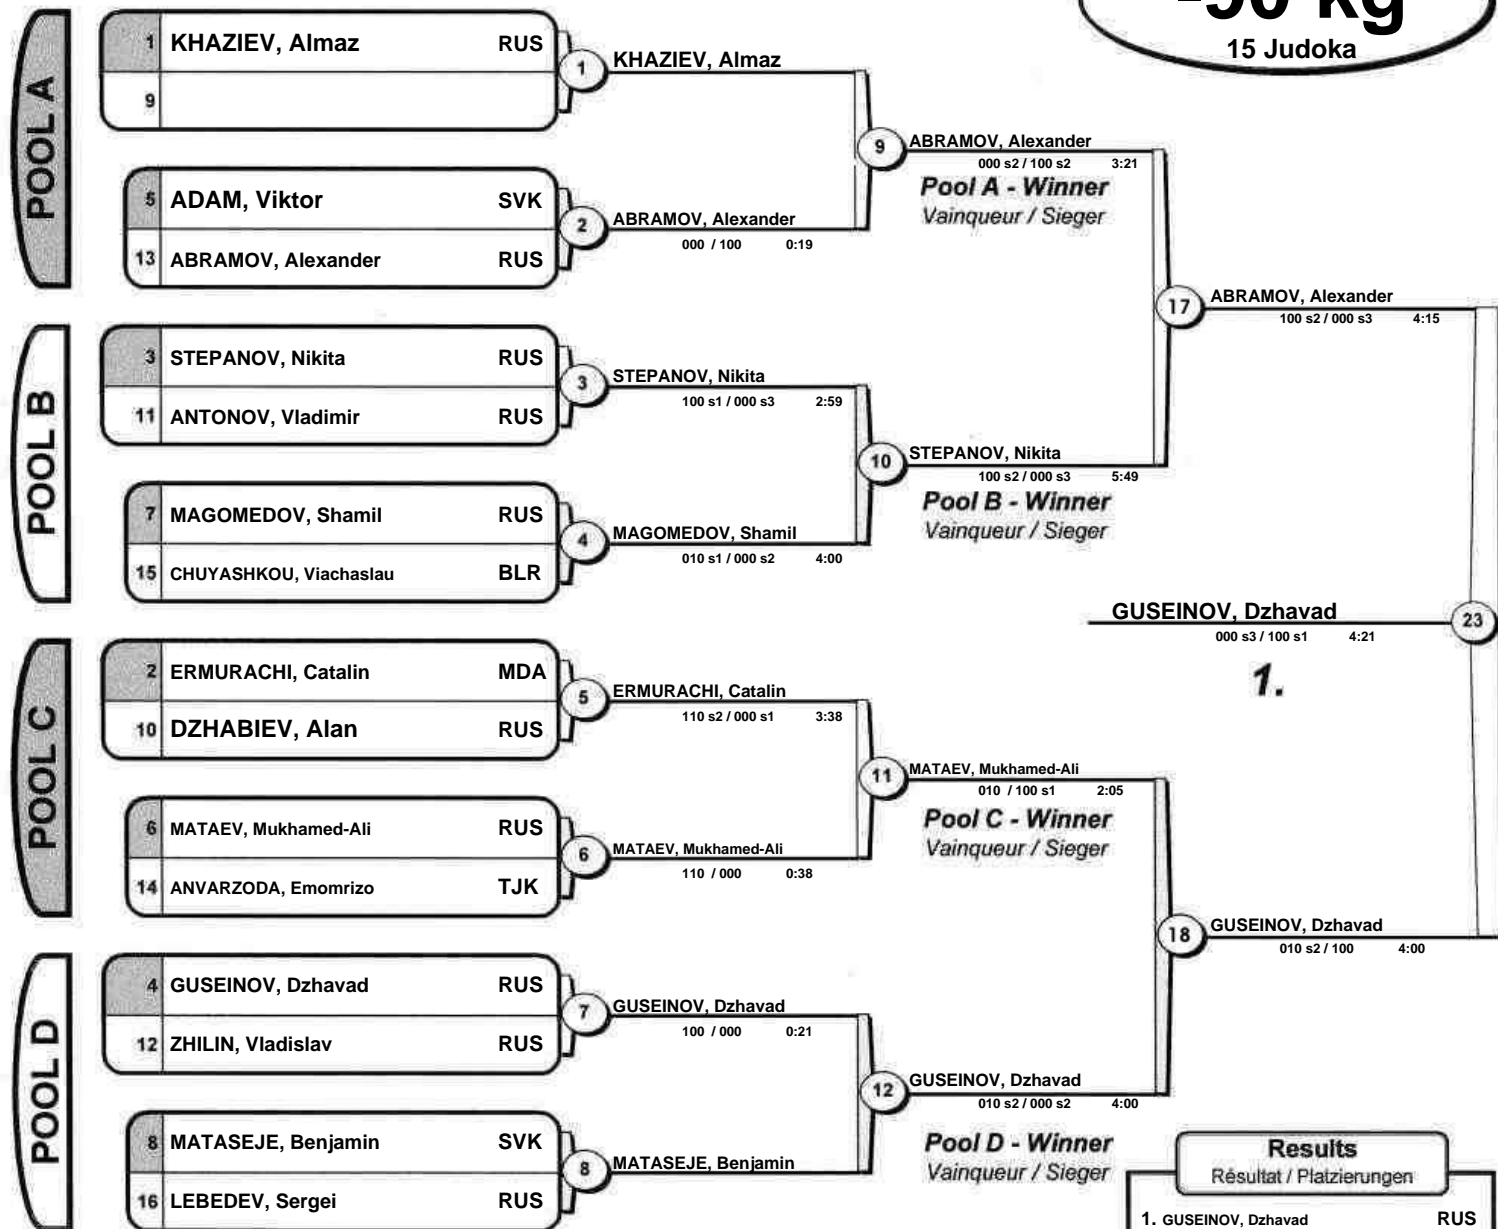 -90 kg
15 Judoka
POOL A
1 KHAZIEV, Almaz RUS
9
1 KHAZIEV, Almaz
5 ADAM, Viktor SVK
13 ABRAMOV, Alexander RUS
2 ABRAMOV, Alexander
000 / 100 0:19
9 ABRAMOV, Alexander
000 s2 / 100 s2 3:21
Pool A - Winner
Vainqueur / Sieger
POOL B
3 STEPANOV, Nikita RUS
11 ANTONOV, Vladimir RUS
3 STEPANOV, Nikita
100 s1 / 000 s3 2:59
7 MAGOMEDOV, Shamil RUS
15 CHUYASHKOU, Viachaslau BLR
4 MAGOMEDOV, Shamil
010 s1 / 000 s2 4:00
10 STEPANOV, Nikita
100 s2 / 000 s3 5:49
Pool B - Winner
Vainqueur / Sieger
17 ABRAMOV, Alexander
100 s2 / 000 s3 4:15
POOL C
2 ERMURACHI, Catalin MDA
10 DZHABIEV, Alan RUS
5 ERMURACHI, Catalin
110 s2 / 000 s1 3:38
6 MATAEV, Mukhamed-Ali RUS
14 ANVARZODA, Emomrizo TJK
6 MATAEV, Mukhamed-Ali
110 / 000 0:38
11 MATAEV, Mukhamed-Ali
010 / 100 s1 2:05
Pool C - Winner
Vainqueur / Sieger
POOL D
4 GUSEINOV, Dzhavad RUS
12 ZHILIN, Vladislav RUS
7 GUSEINOV, Dzhavad
100 / 000 0:21
8 MATASEJE, Benjamin SVK
16 LEBEDEV, Sergei RUS
8 MATASEJE, Benjamin
12 GUSEINOV, Dzhavad
010 s2 / 000 s2 4:00
Pool D - Winner
Vainqueur / Sieger
18 GUSEINOV, Dzhavad
010 s2 / 100 4:00
GUSEINOV, Dzhavad 23
000 s3 / 100 s1 4:21
1.
Results
Résultat / Platzierungen
1. GUSEINOV, Dzhavad RUS